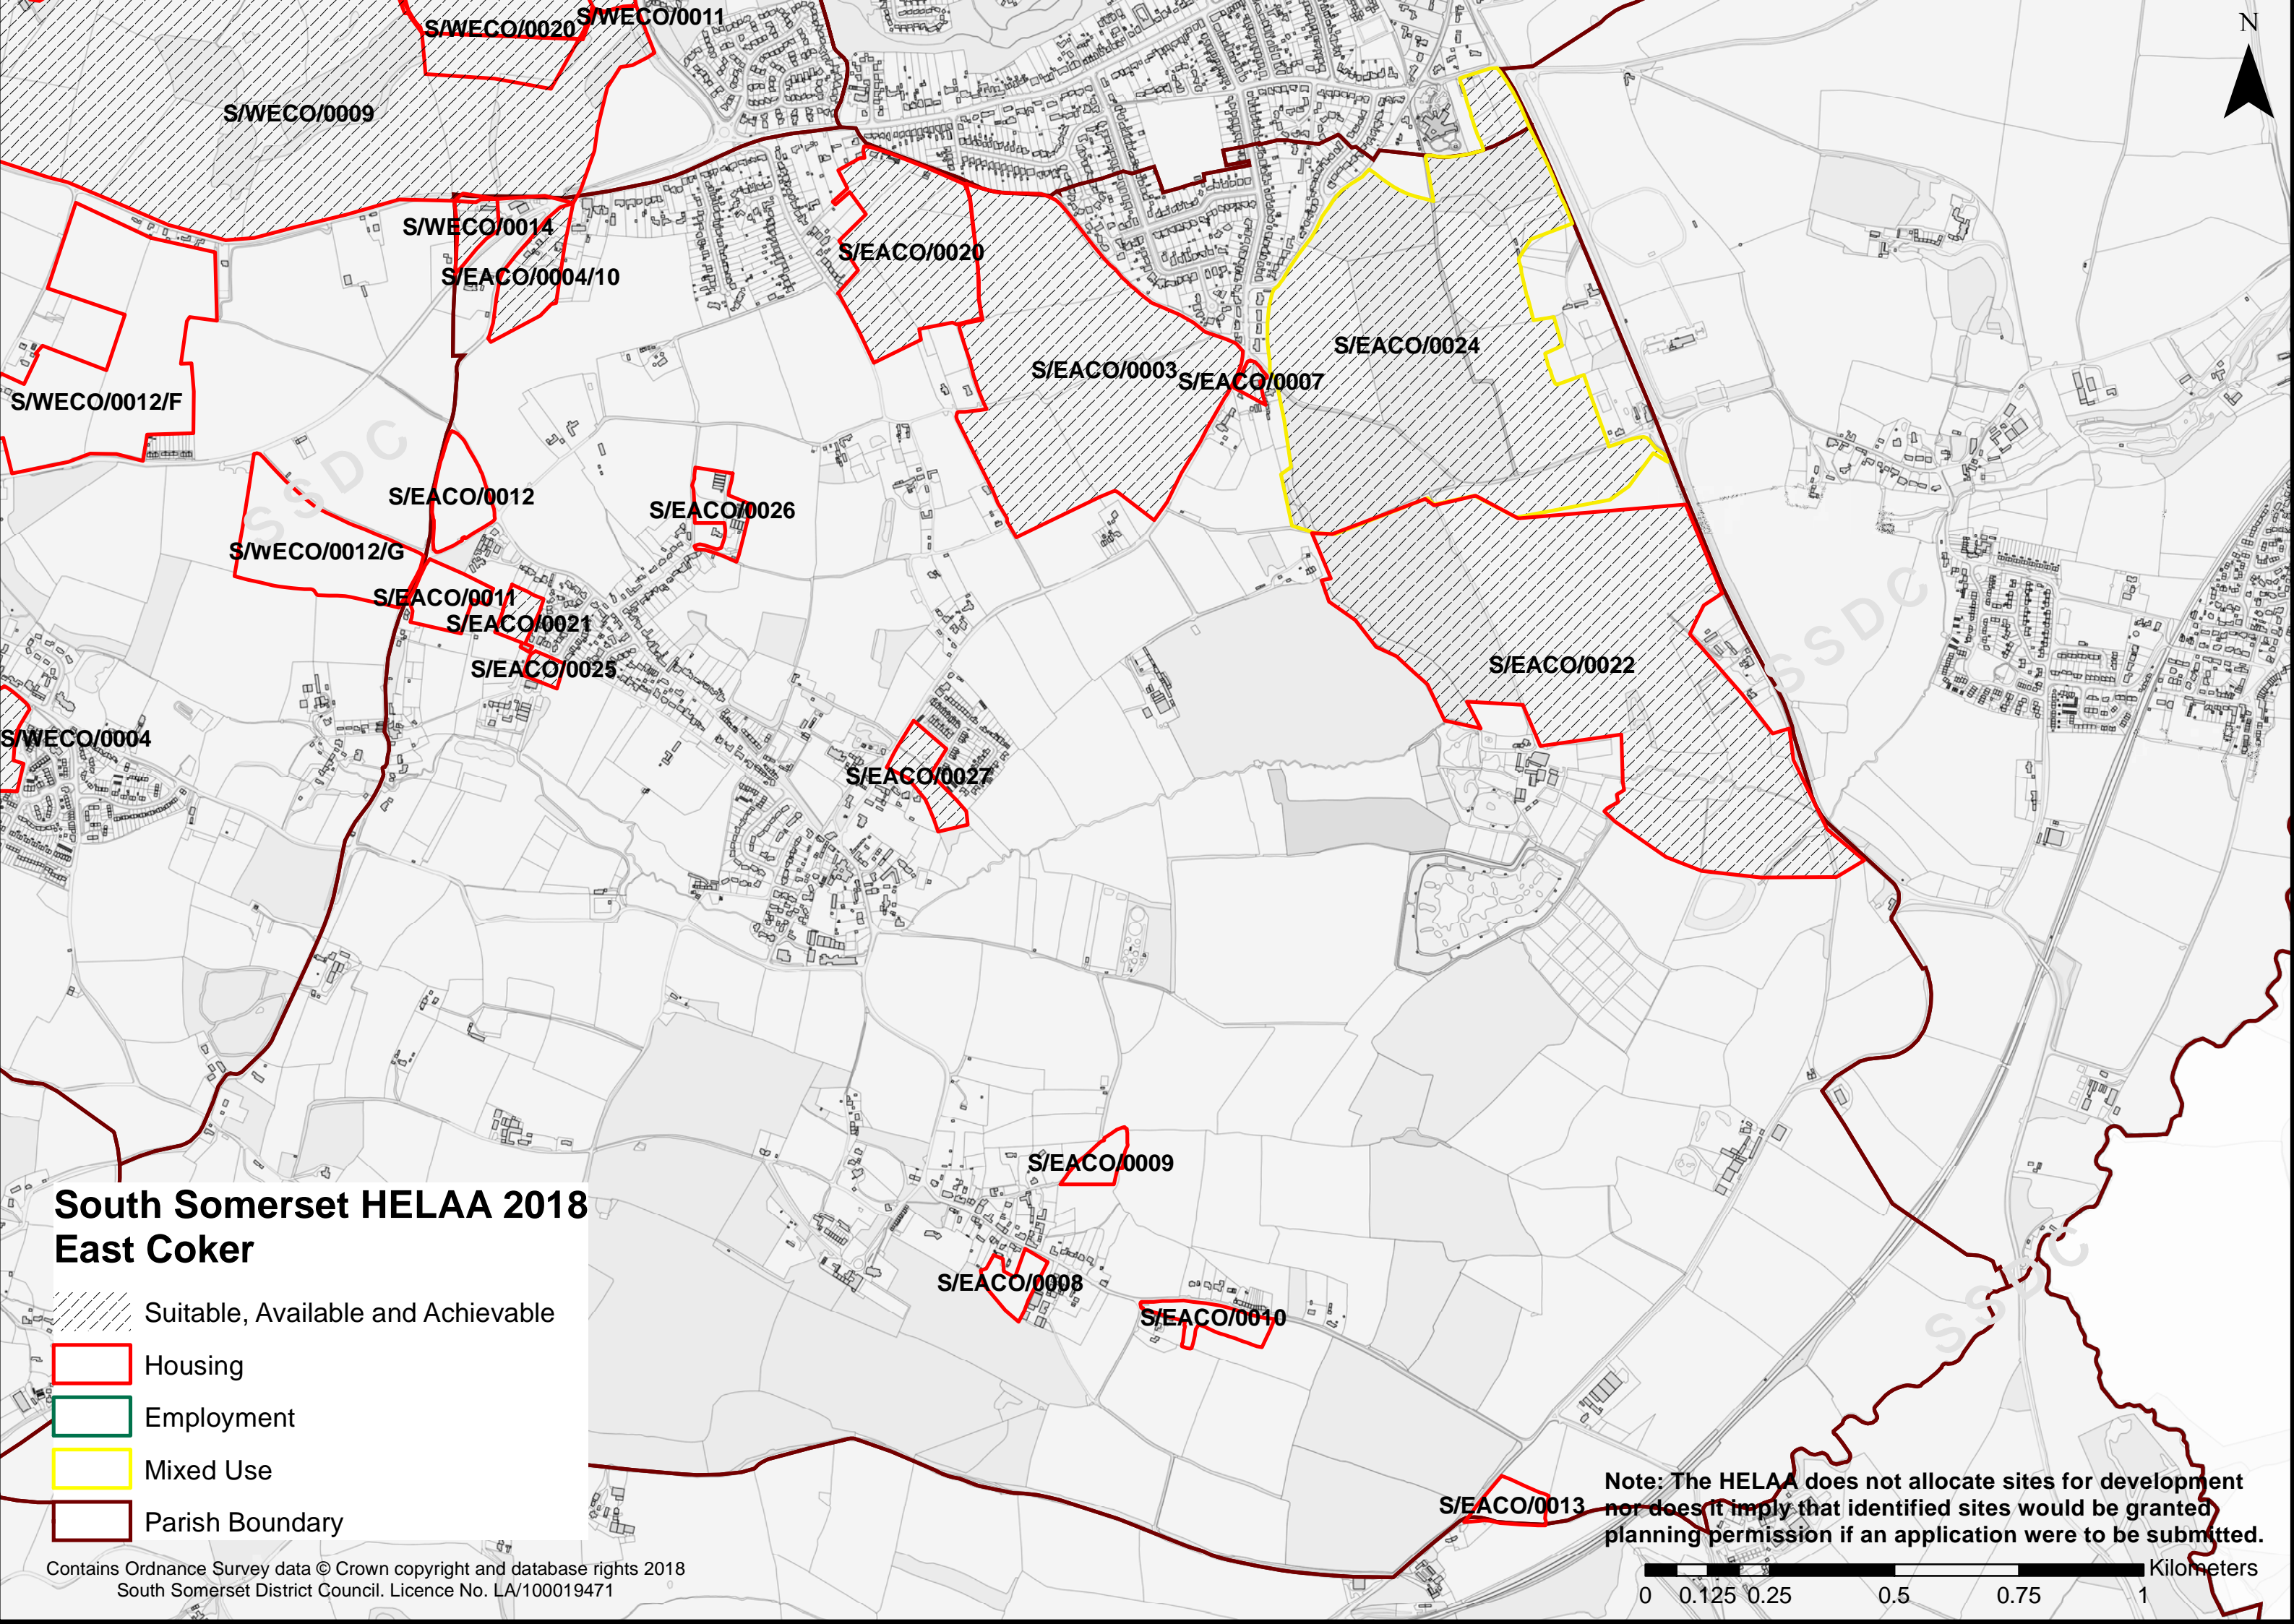 S/WECO/0011
S/WECO/0020
N
S/WECO/0009
S/WECO/0014
S/EACO/0020
S/EACO/0004/10
S/EACO/0024
S/EACO/0003
S/EACO/0007
S/WECO/0012/F
SSDC
S/EACO/0012
S/EACO/0026
S/WECO/0012/G
S/EACO/0011
S/EACO/0021
SSDC
S/EACO/0025
S/EACO/0022
S/WECO/0004
S/EACO/0027
S/EACO/0009
SSDC
S/EACO/0008
S/EACO/0010
S/EACO/0013
South Somerset HELAA 2018
East Coker
Suitable, Available and Achievable
Housing
Employment
Mixed Use
Parish Boundary
Contains Ordnance Survey data © Crown copyright and database rights 2018
South Somerset District Council. Licence No. LA/100019471
Note: The HELAA does not allocate sites for development
nor does it imply that identified sites would be granted
planning permission if an application were to be submitted.
Kilometers
0 0.125 0.25 0.5 0.75 1